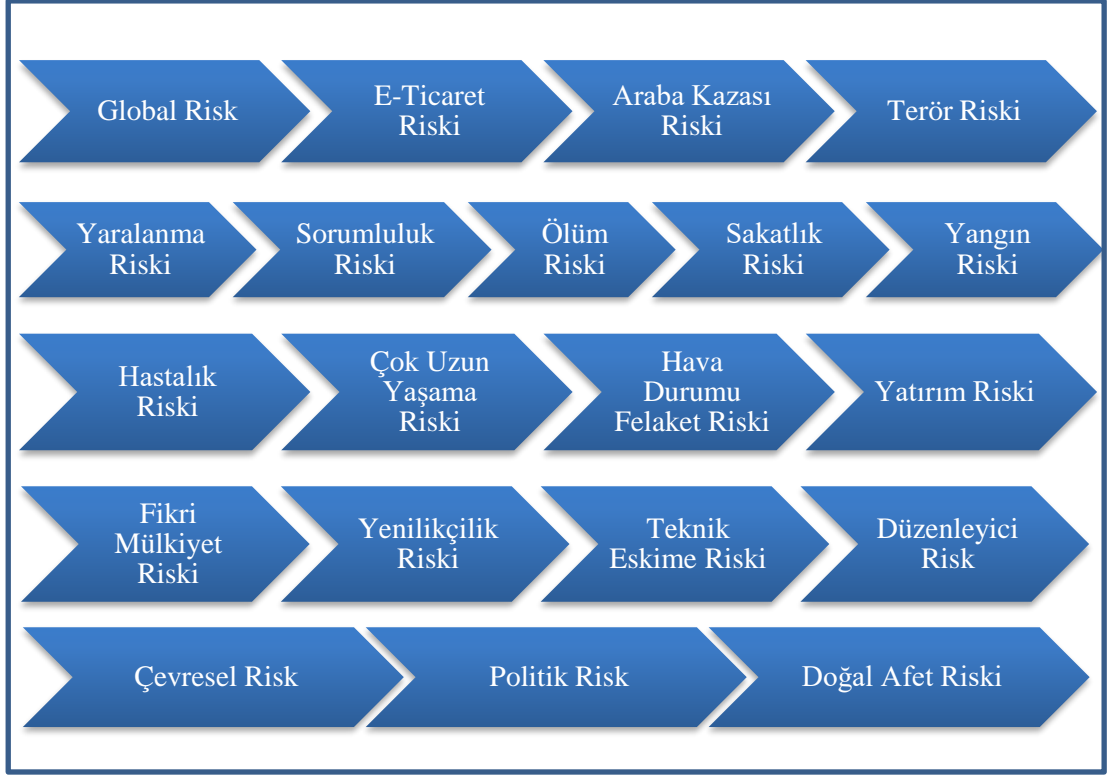 Global Risk
E-Ticaret
Riski
Araba Kazası
Riski
Terör Riski
Yaralanma
Riski
Sorumluluk
Riski
Ölüm
Riski
Sakatlık
Riski
Yangın
Riski
Hastalık
Riski
Çok Uzun
Yaşama
Riski
Hava
Durumu
Felaket Riski
Yatırım Riski
Fikri
Mülkiyet
Riski
Yenilikçilik
Riski
Teknik
Eskime Riski
Düzenleyici
Risk
Çevresel Risk
Politik Risk
Doğal Afet Riski